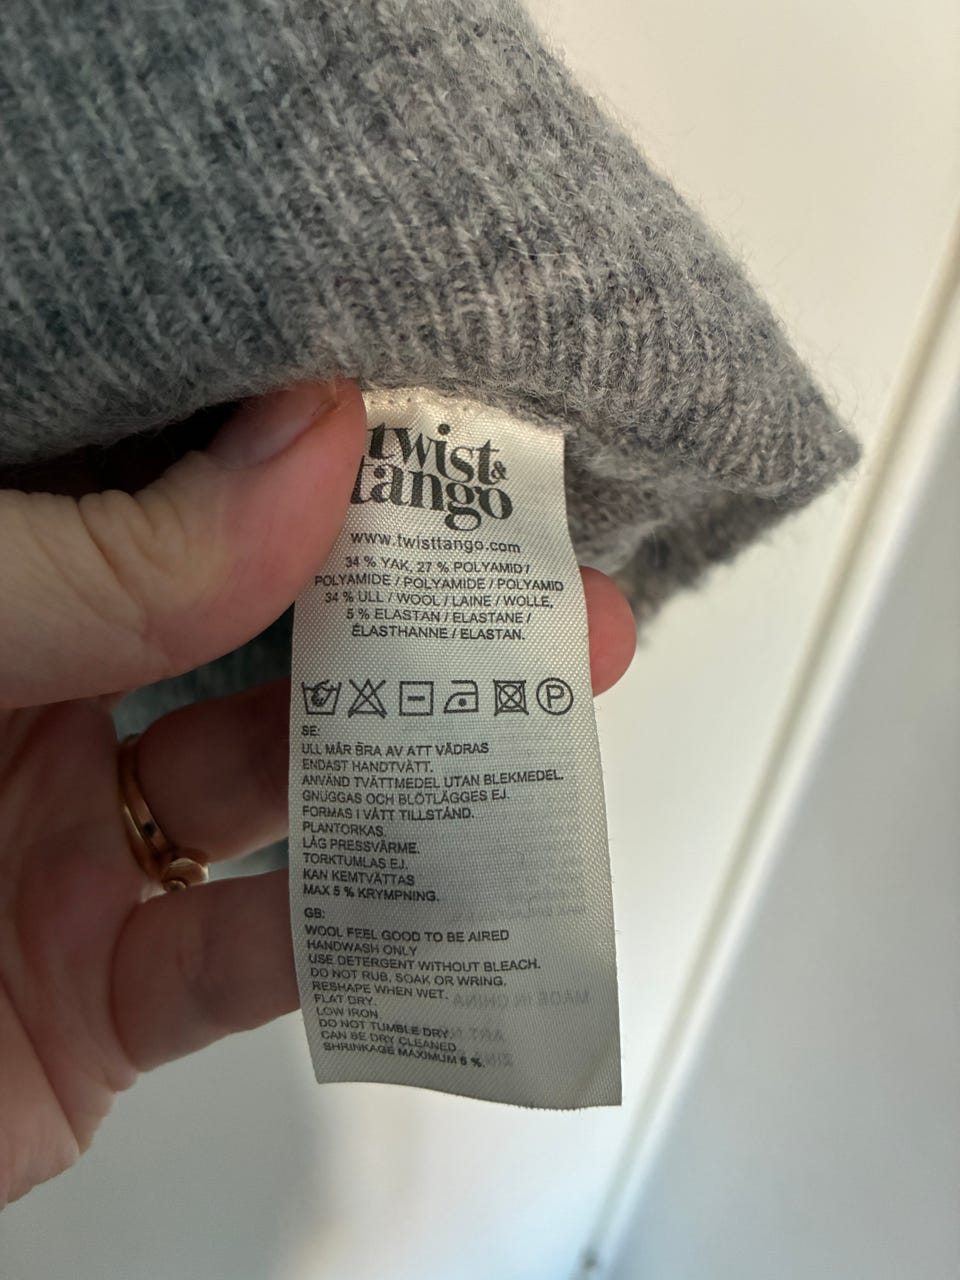 twist
& tango
www.twisttango.com
34 % YAK, 27 % POLYAMID /
POLYAMIDE / POLYAMIDE / POLYAMID
34 % ULL / WOOL / LAINE / WOLLE,
5 % ELASTAN / ELASTANE /
ÉLASTHANNE / ELASTAN.
P
SE:
ULL MÅR BRA AV ATT VÄDRAS
ENDAST HANDTVÄTT.
ANVÄND TVÄTTMEDEL UTAN BLEKMEDEL.
GNUGGAS OCH BLÖTLÄGGES EJ.
FORMAS I VÅTT TILLSTÅND.
PLANTORKAS.
LÅG PRESSVÄRME.
TORKTUMLAS EJ.
KAN KEMTVÄTTAS
MAX 5 % KRYMPNING.
GB:
WOOL FEEL GOOD TO BE AIRED
HANDWASH ONLY
USE DETERGENT WITHOUT BLEACH.
DO NOT RUB, SOAK OR WRING.
RESHAPE WHEN WET.
FLAT DRY.
LOW IRON.
DO NOT TUMBLE DRY
CAN BE DRY CLEANED
SHRINKAGE MAXIMUM 5 %.
MADE IN CHINA